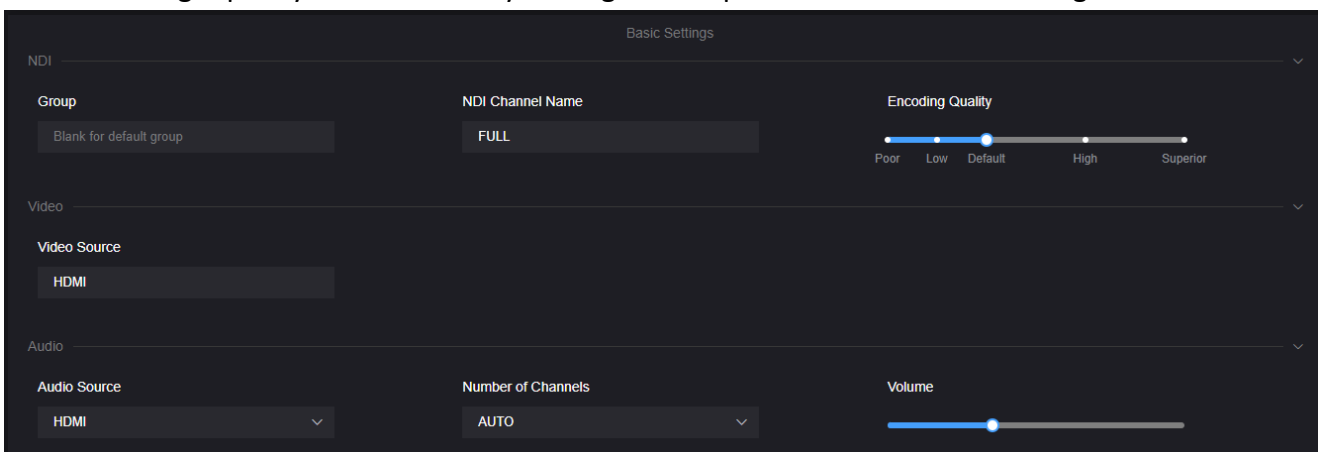 Basic Settings
NDI
Group NDI Channel Name Encoding Quality
Blank for default group FULL
Poor Low Default High Superior
Video
Video Source
HDMI
Audio
Audio Source Number of Channels Volume
HDMI AUTO